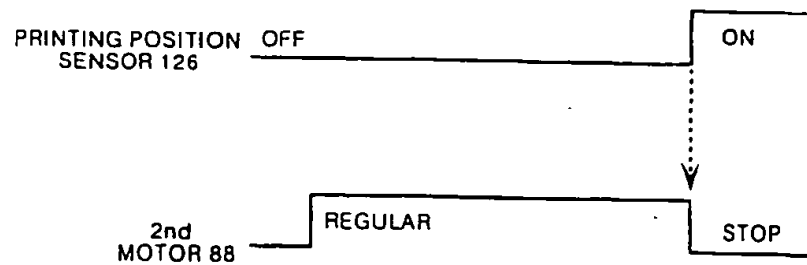 PRINTING POSITION OFF
SENSOR 126
ON
REGULAR
2nd
MOTOR 88
STOP